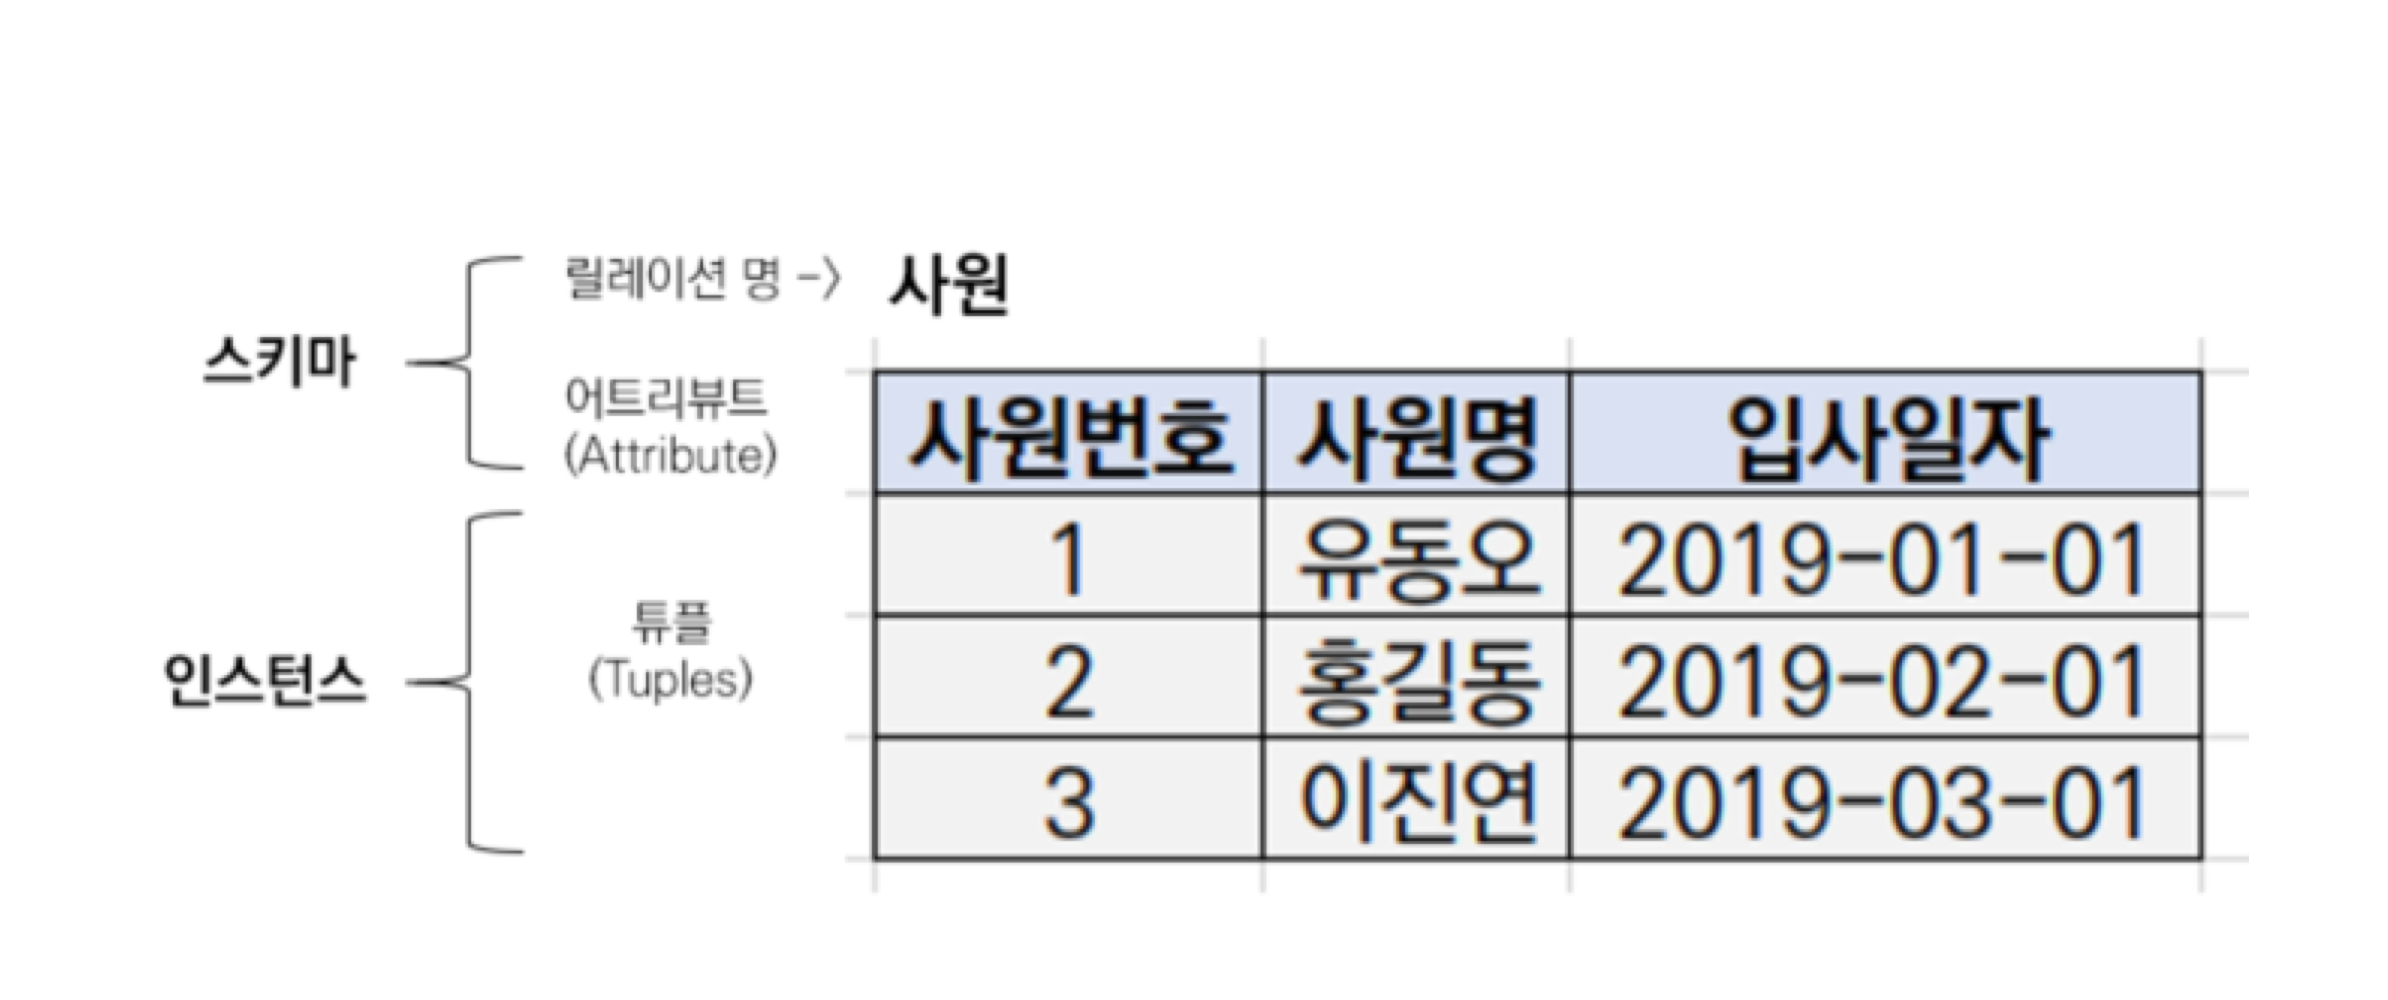 릴레이션 명 -> 사원
스키마
어트리뷰트
(Attribute)
사원번호 사원명 입사일자
1 유동오 2019-01-01
튜플
(Tuples)
인스턴스
2 홍길동 2019-02-01
3 이진연 2019-03-01